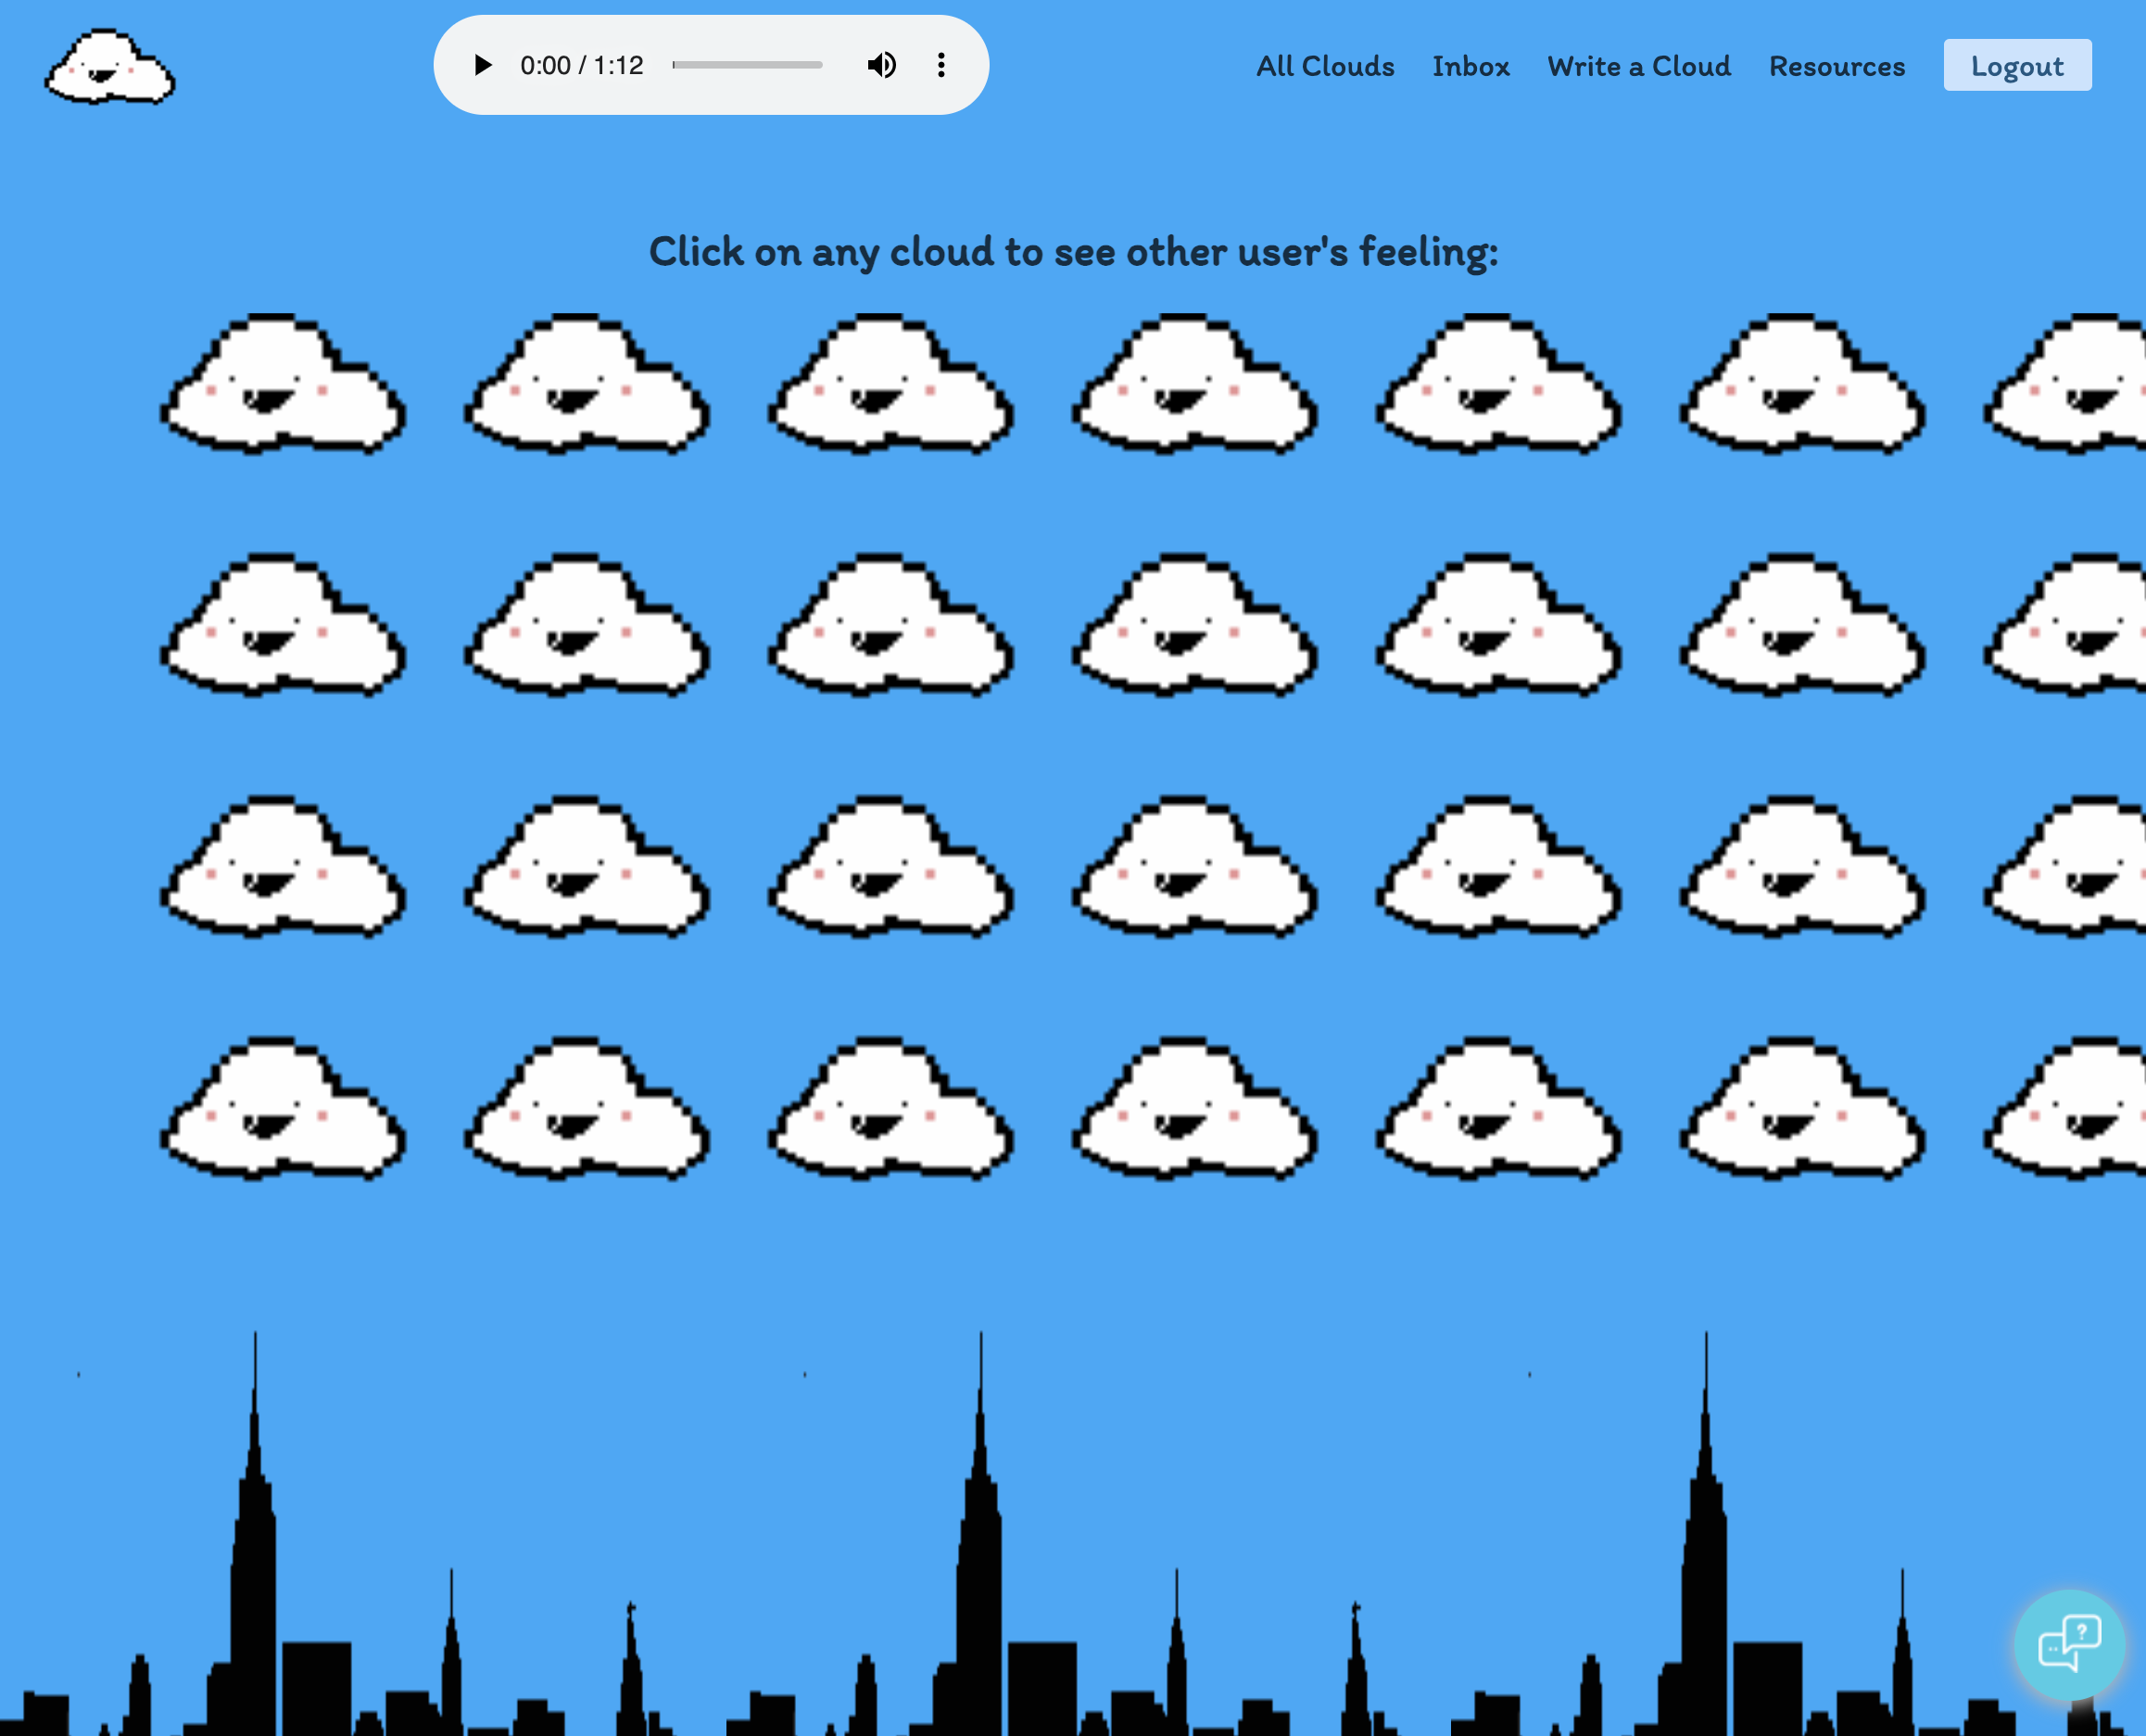 0:00 / 1:12
All Clouds Inbox Write a Cloud Resources Logout
Click on any cloud to see other user's feeling:
?